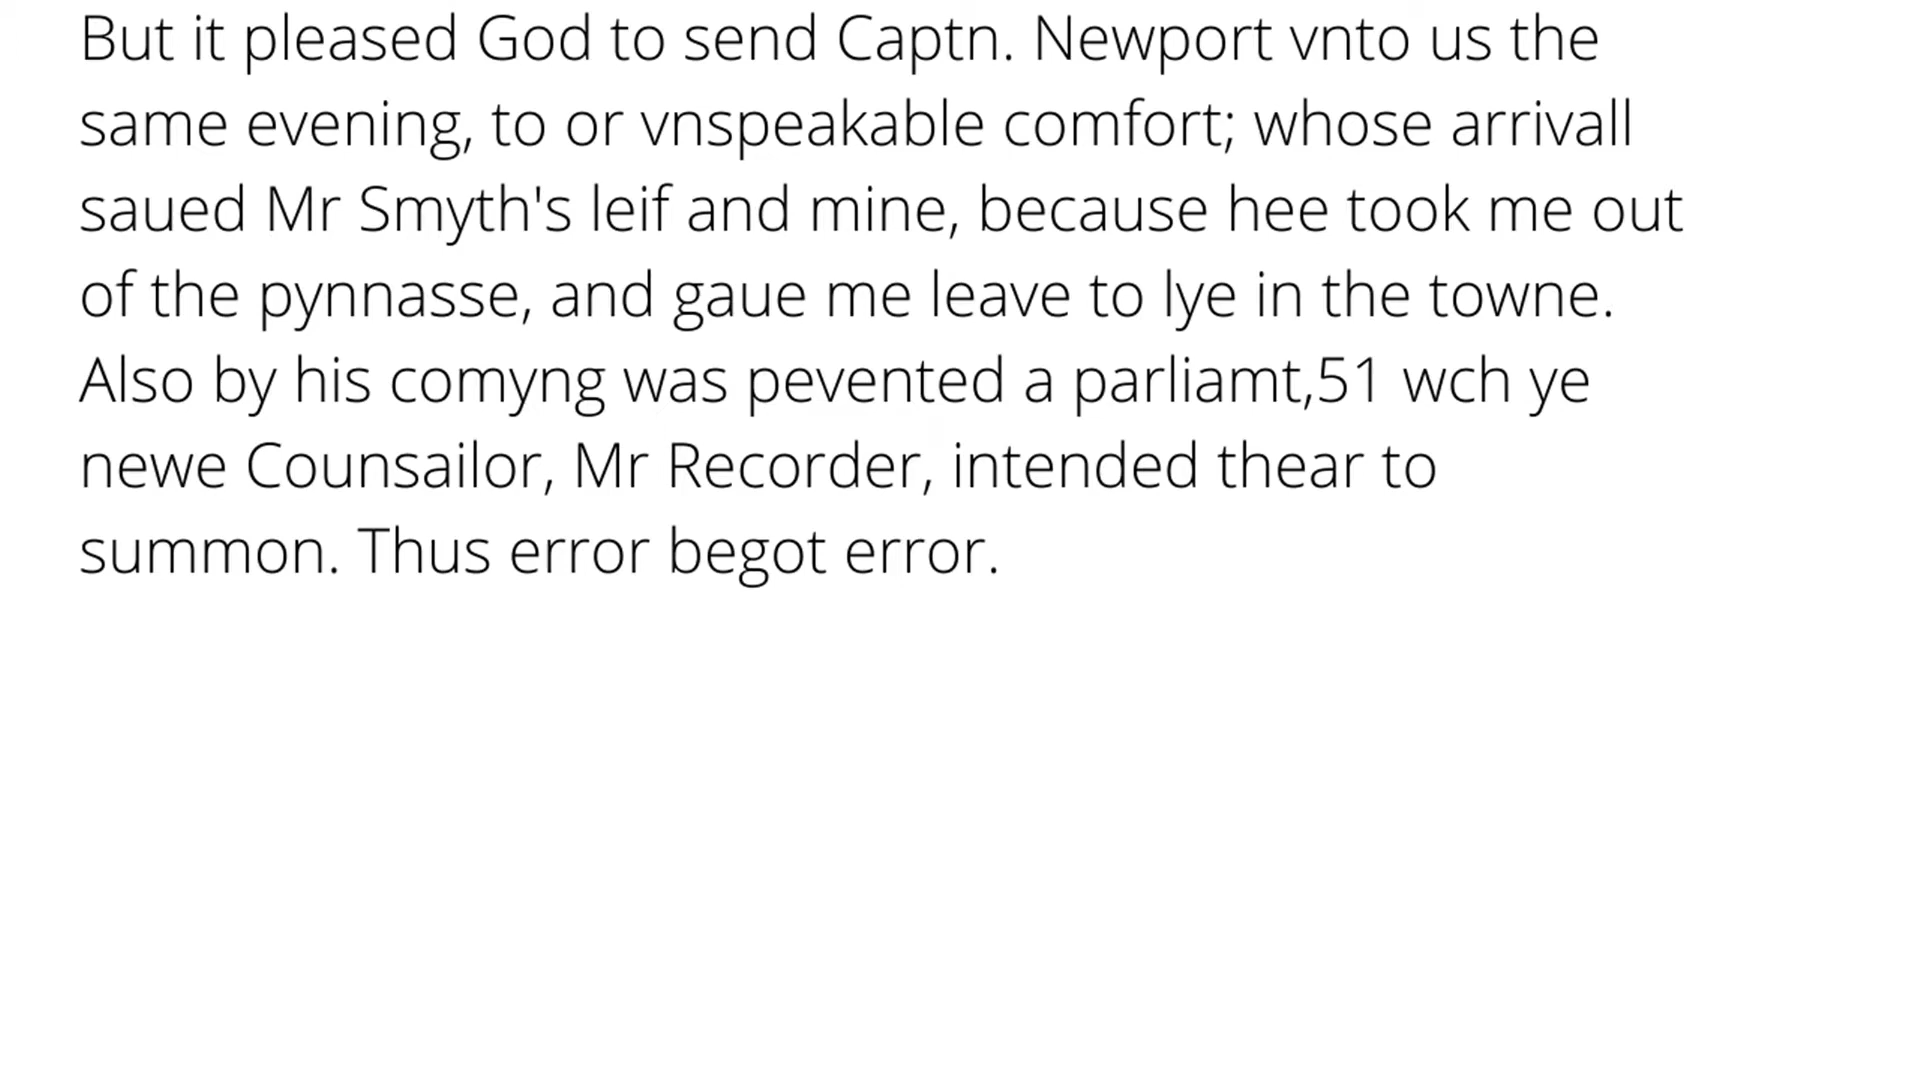 But it pleased God to send Captn. Newport vnto us the
same evening, to or vnspeakable comfort; whose arrivall
saued Mr Smyth's leif and mine, because hee took me out
of the pynnasse, and gaue me leave to lye in the towne.
Also by his comyng was pevented a parliamt,51 wch ye
newe Counsailor, Mr Recorder, intended thear to
summon. Thus error begot error.